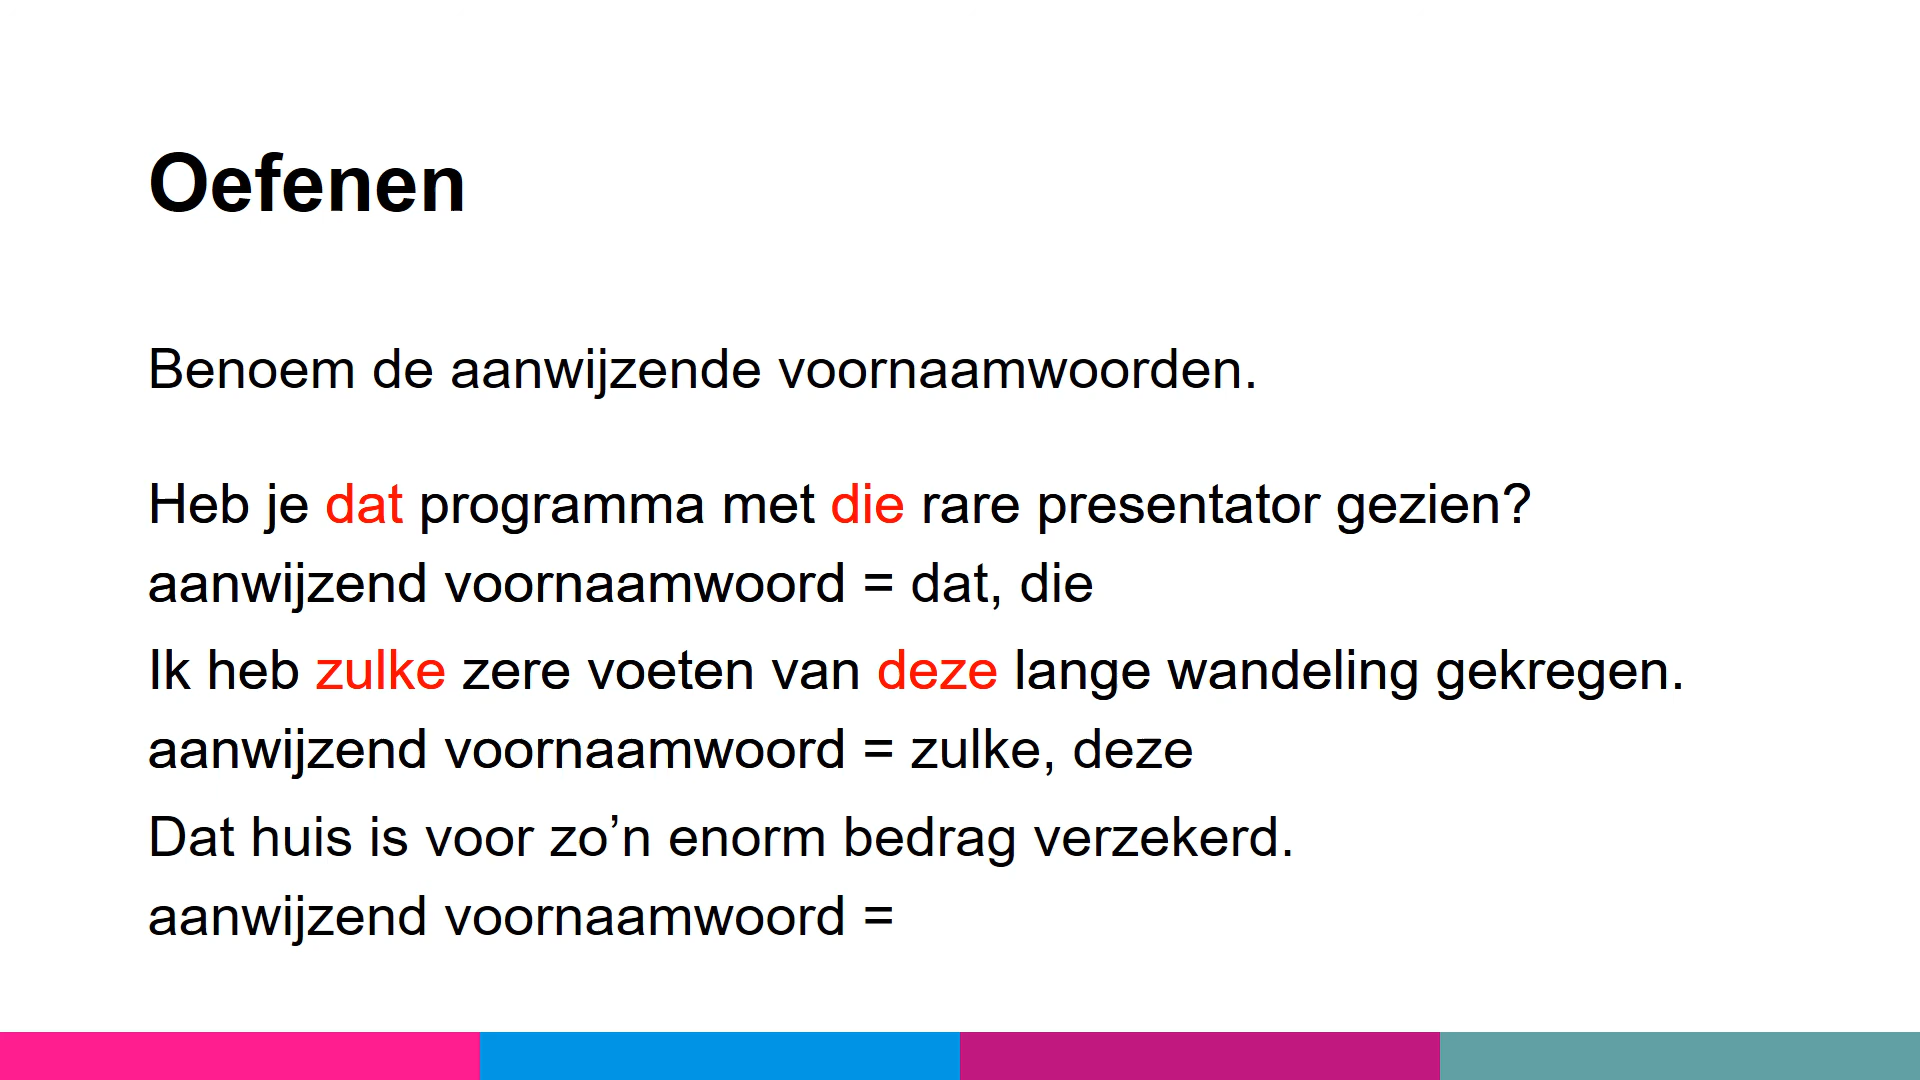 Oefenen
Benoem de aanwijzende voornaamwoorden.
Heb je dat programma met die rare presentator gezien?
aanwijzend voornaamwoord = dat, die
Ik heb zulke zere voeten van deze lange wandeling gekregen.
aanwijzend voornaamwoord = zulke, deze
Dat huis is voor zo’n enorm bedrag verzekerd.
aanwijzend voornaamwoord =